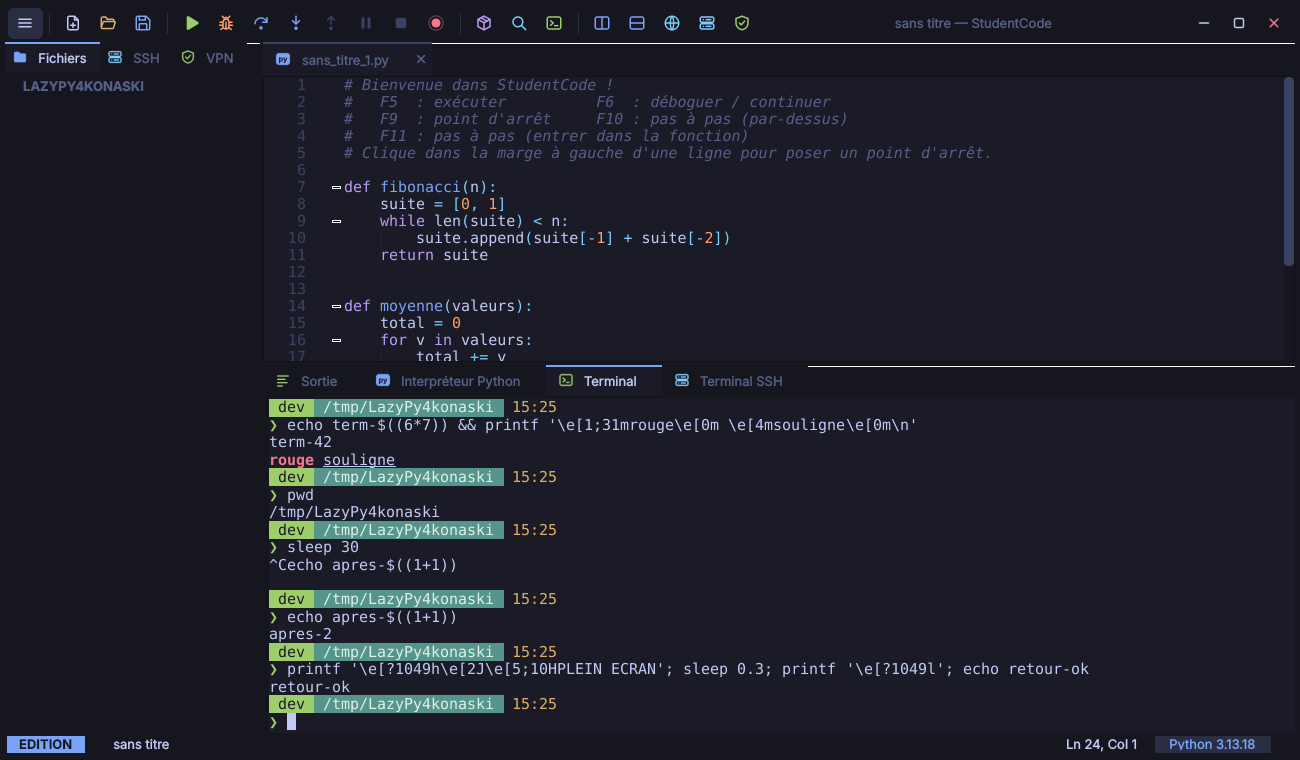 sans titre — StudentCode
Fichiers SSH VPN
sans_titre_1.py ×
LAZYPY4KONASKI
1 # Bienvenue dans StudentCode !
2 #   F5  : exécuter          F6  : déboguer / continuer
3 #   F9  : point d'arrêt     F10 : pas à pas (par-dessus)
4 #   F11 : pas à pas (entrer dans la fonction)
5 # Clique dans la marge à gauche d'une ligne pour poser un point d'arrêt.
6
7 def fibonacci(n):
8     suite = [0, 1]
9     while len(suite) < n:
10         suite.append(suite[-1] + suite[-2])
11     return suite
12
13
14 def moyenne(valeurs):
15     total = 0
16     for v in valeurs:
17         total += v
Sortie py Interpréteur Python Terminal Terminal SSH
dev /tmp/LazyPy4konaski 15:25
❯ echo term-$((6*7)) && printf '\e[1;31mrouge\e[0m \e[4msouligne\e[0m\n'
term-42
rouge souligne
dev /tmp/LazyPy4konaski 15:25
❯ pwd
/tmp/LazyPy4konaski
dev /tmp/LazyPy4konaski 15:25
❯ sleep 30
^Cecho apres-$((1+1))
dev /tmp/LazyPy4konaski 15:25
❯ echo apres-$((1+1))
apres-2
dev /tmp/LazyPy4konaski 15:25
❯ printf '\e[?1049h\e[2J\e[5;10HPLEIN ECRAN'; sleep 0.3; printf '\e[?1049l'; echo retour-ok
retour-ok
dev /tmp/LazyPy4konaski 15:25
❯
EDITION sans titre Ln 24, Col 1 Python 3.13.18